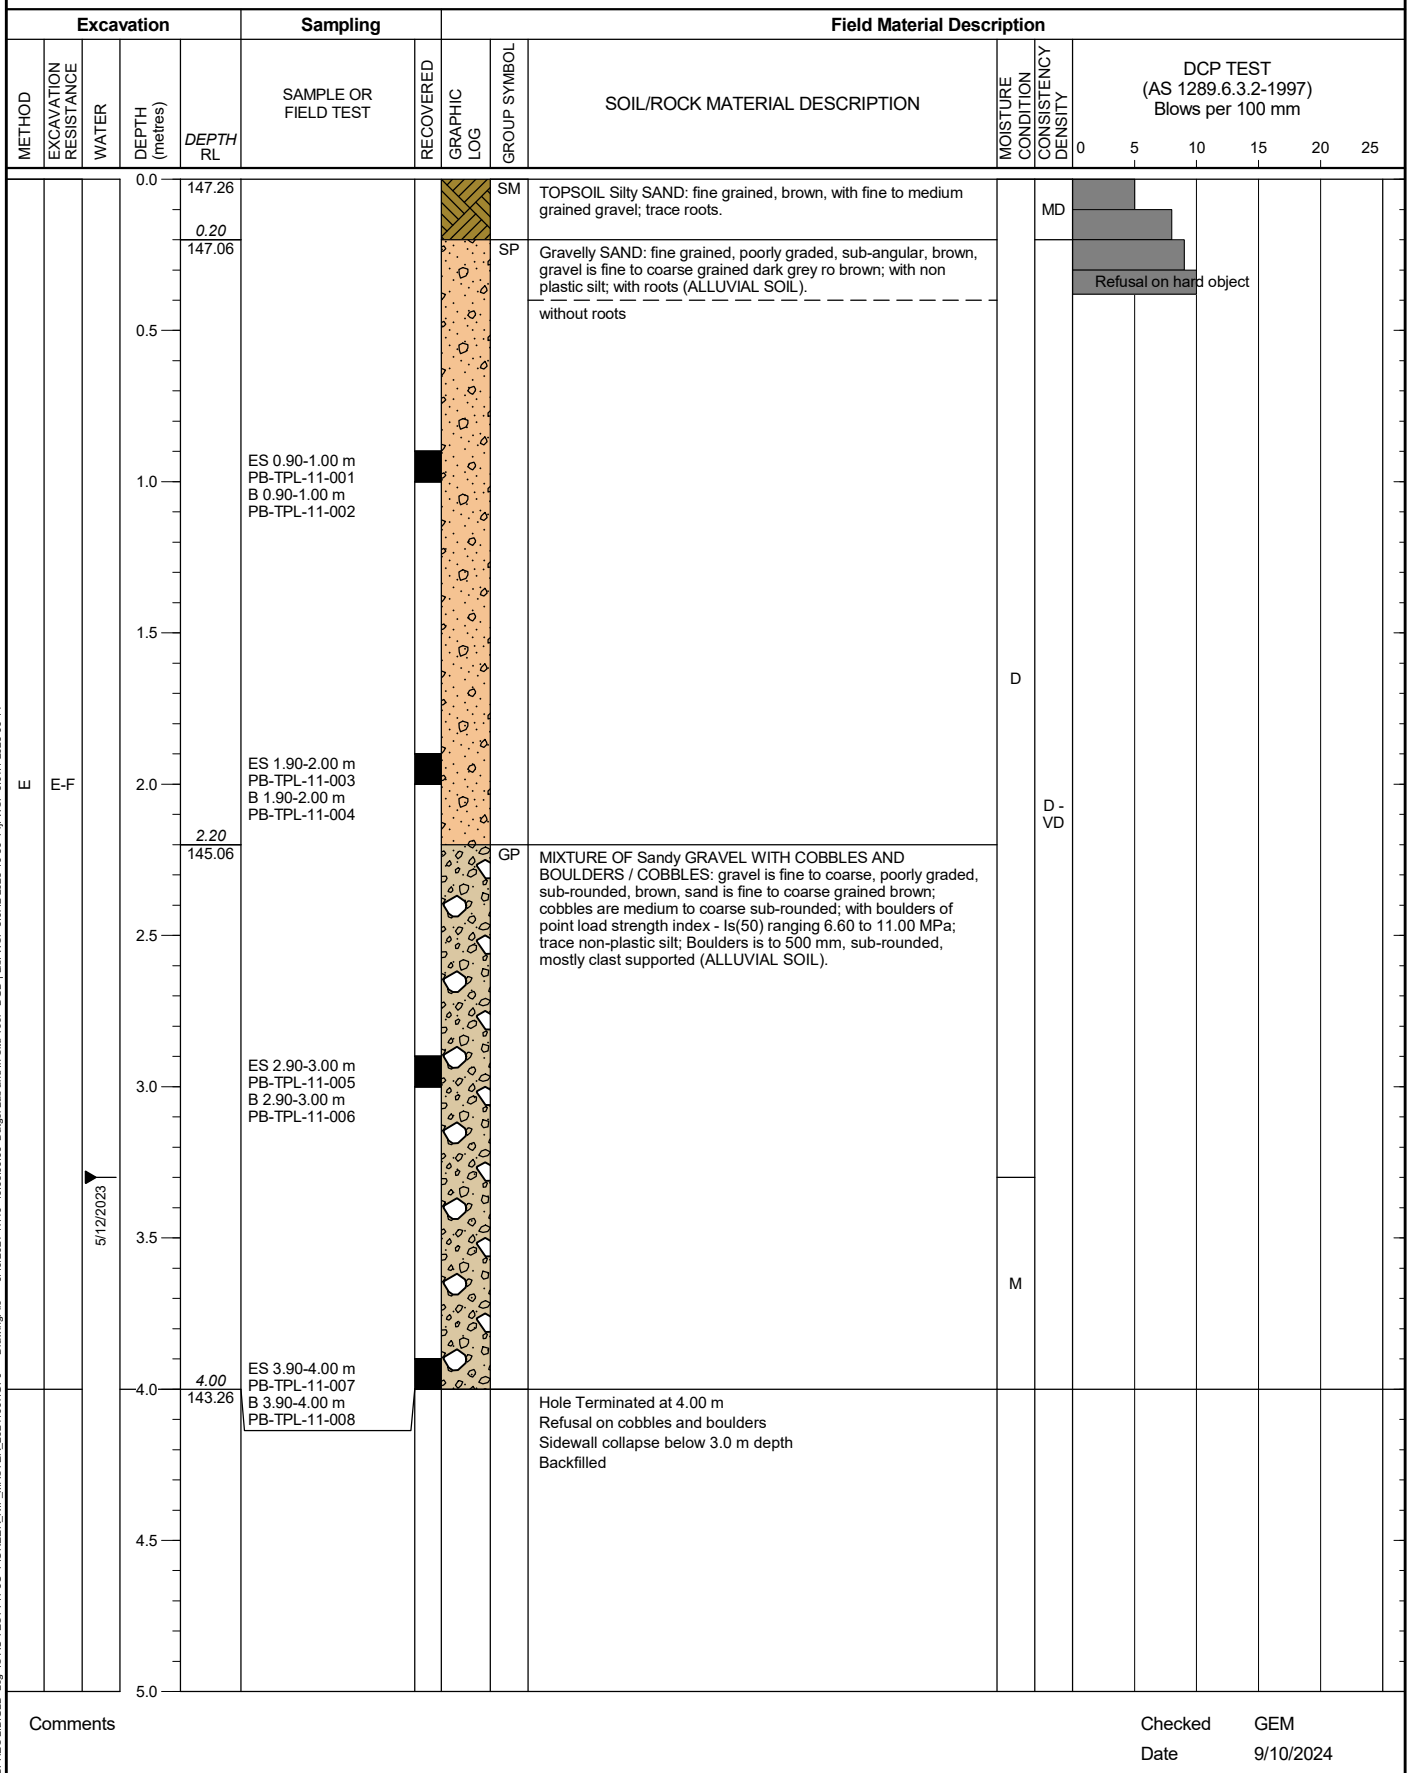 Excavation
Sampling
Field Material Description
METHOD
EXCAVATION
RESISTANCE
WATER
DEPTH
(metres)
DEPTH
RL
SAMPLE OR
FIELD TEST
RECOVERED
GRAPHIC
LOG
GROUP SYMBOL
SOIL/ROCK MATERIAL DESCRIPTION
MOISTURE
CONDITION
CONSISTENCY
DENSITY
DCP TEST
(AS 1289.6.3.2-1997)
Blows per 100 mm
0 5 10 15 20 25
0.0
147.26
SM
TOPSOIL Silty SAND: fine grained, brown, with fine to medium
grained gravel; trace roots.
MD
0.20
147.06
SP
Gravelly SAND: fine grained, poorly graded, sub-angular, brown,
gravel is fine to coarse grained dark grey ro brown; with non
plastic silt; with roots (ALLUVIAL SOIL).
Refusal on hard object
without roots
0.5
ES 0.90-1.00 m
PB-TPL-11-001
B 0.90-1.00 m
PB-TPL-11-002
1.0
1.5
D
ES 1.90-2.00 m
PB-TPL-11-003
B 1.90-2.00 m
PB-TPL-11-004
E
E-F
2.0
D -
VD
2.20
145.06
GP
MIXTURE OF Sandy GRAVEL WITH COBBLES AND
BOULDERS / COBBLES: gravel is fine to coarse, poorly graded,
sub-rounded, brown, sand is fine to coarse grained brown;
cobbles are medium to coarse sub-rounded; with boulders of
point load strength index - Is(50) ranging 6.60 to 11.00 MPa;
trace non-plastic silt; Boulders is to 500 mm, sub-rounded,
mostly clast supported (ALLUVIAL SOIL).
2.5
ES 2.90-3.00 m
PB-TPL-11-005
B 2.90-3.00 m
PB-TPL-11-006
3.0
5/12/2023
3.5
M
ES 3.90-4.00 m
PB-TPL-11-007
B 3.90-4.00 m
PB-TPL-11-008
4.00
4.0
143.26
Hole Terminated at 4.00 m
Refusal on cobbles and boulders
Sidewall collapse below 3.0 m depth
Backfilled
4.5
5.0
Comments
Checked GEM
Date 9/10/2024